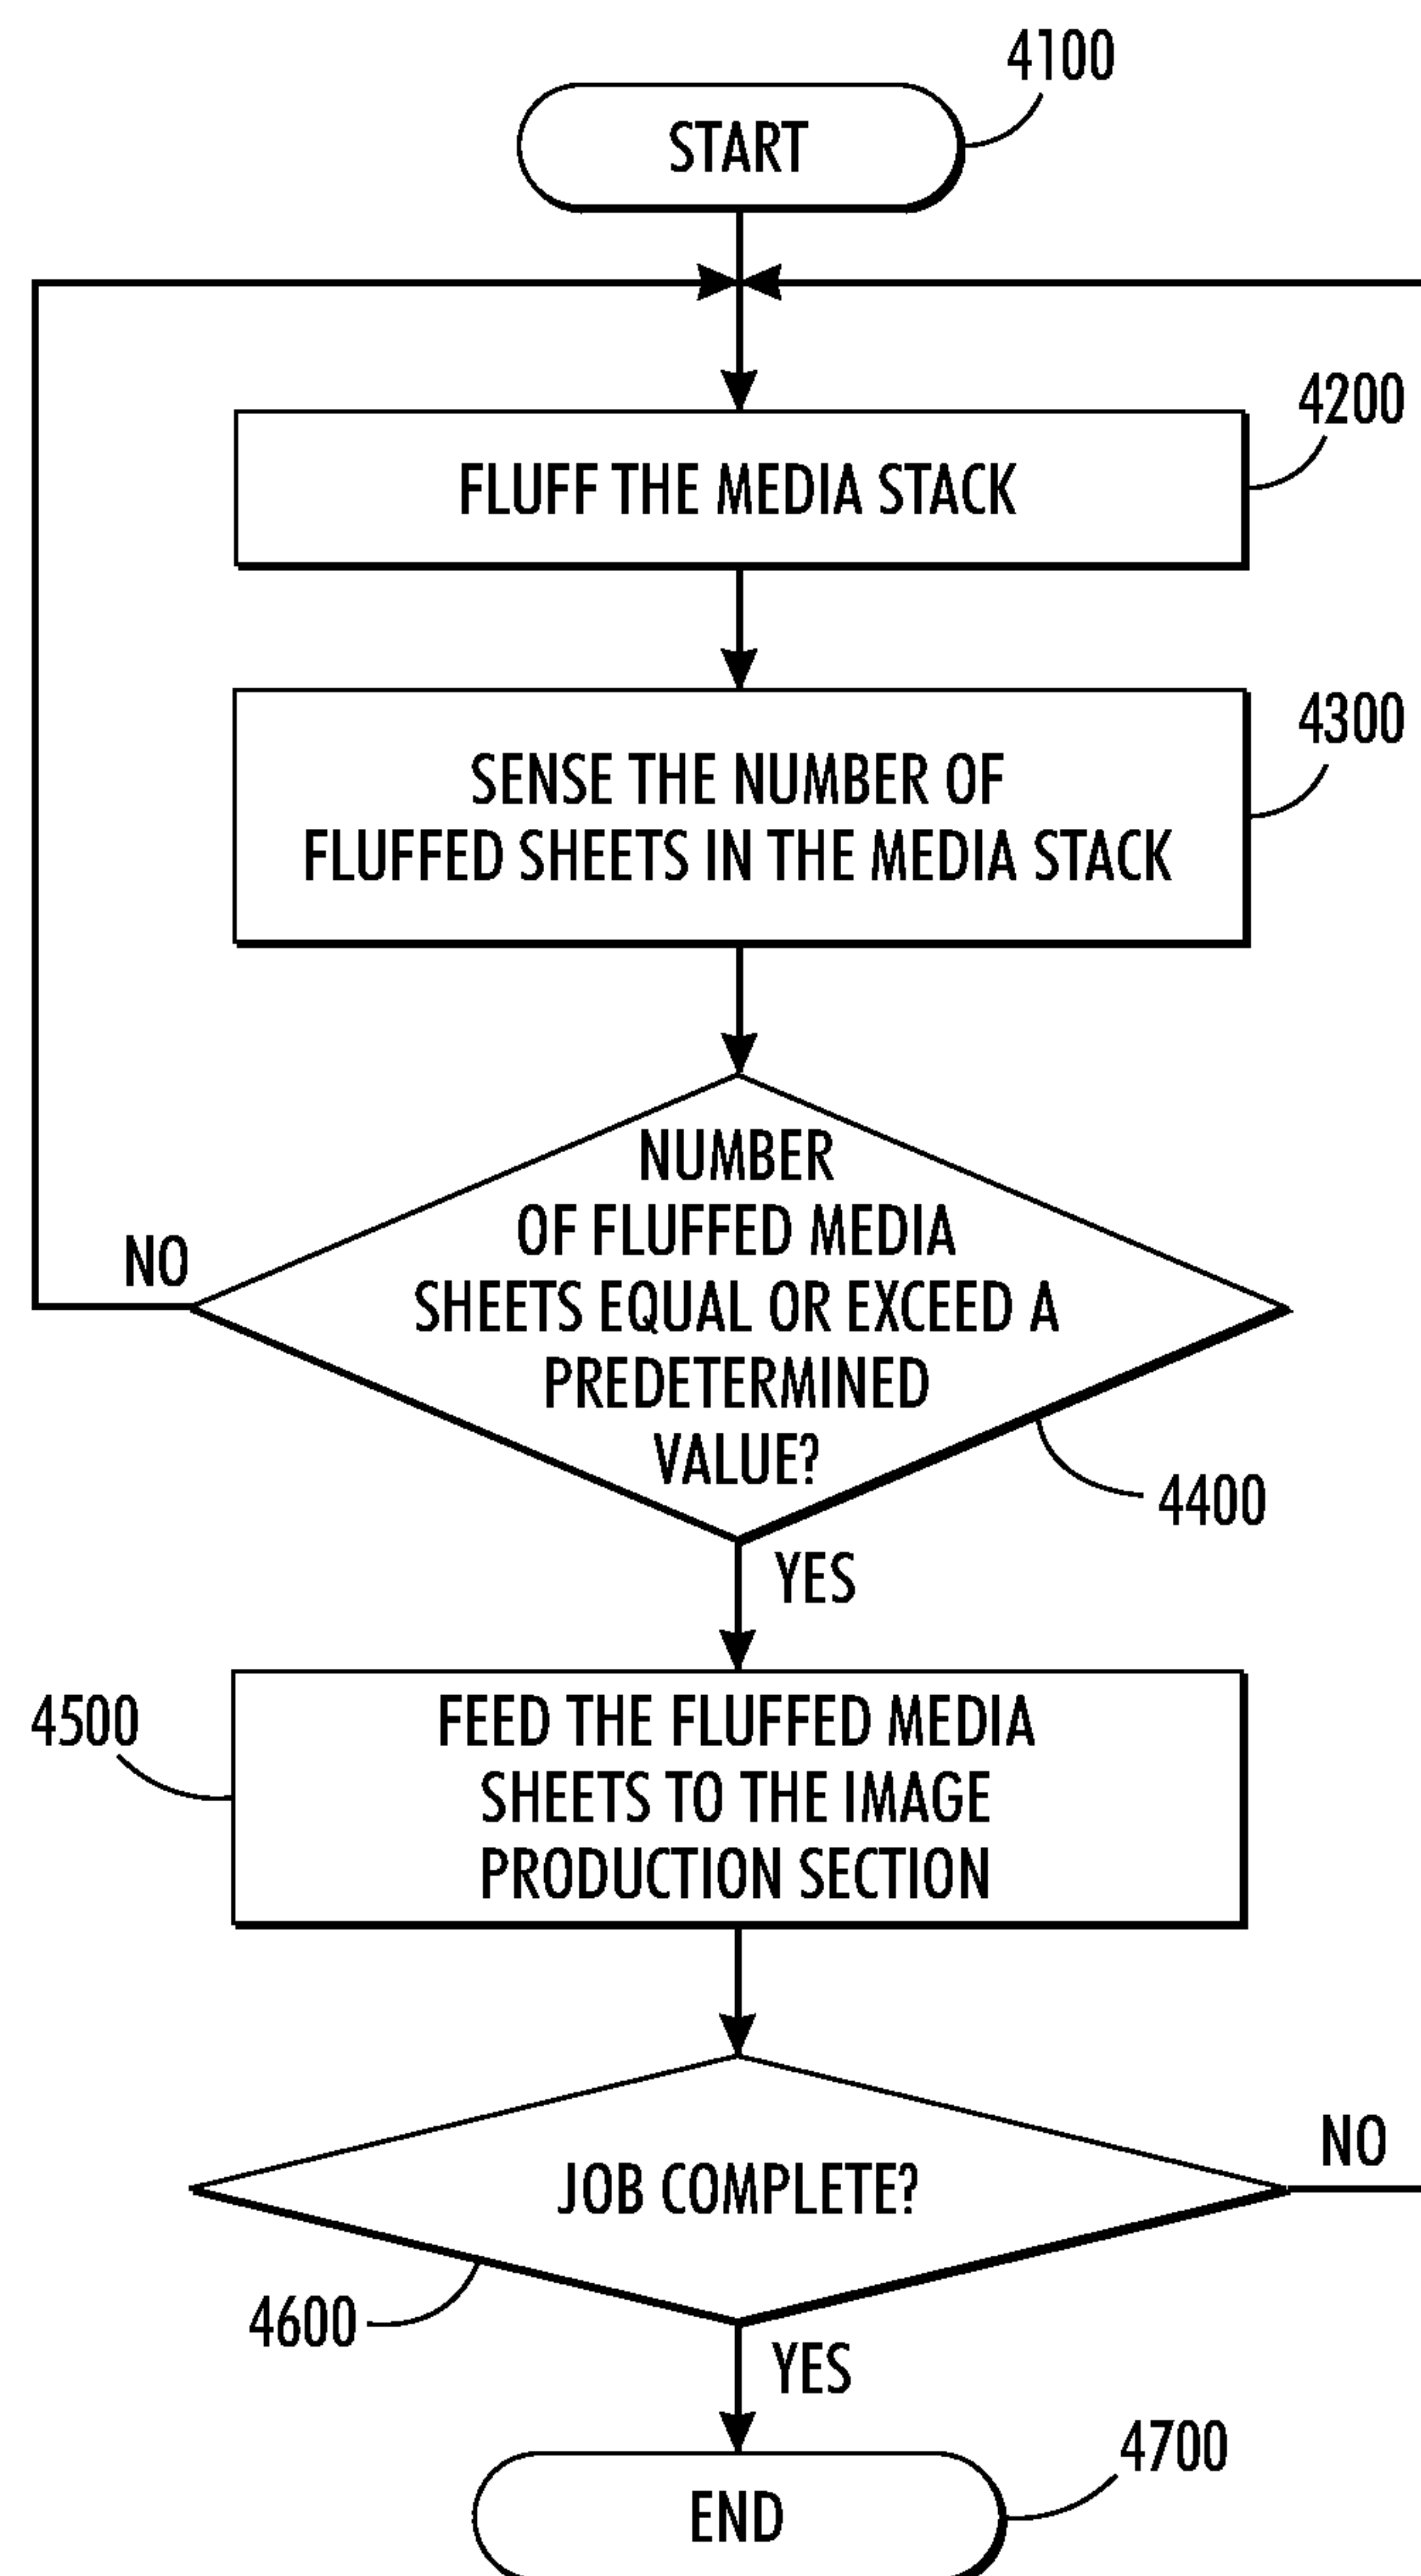 4100
START
4200
FLUFF THE MEDIA STACK
4300
SENSE THE NUMBER OF
FLUFFED SHEETS IN THE MEDIA STACK
NUMBER
OF FLUFFED MEDIA
SHEETS EQUAL OR EXCEED A
PREDETERMINED
VALUE?
NO
4400
YES
4500
FEED THE FLUFFED MEDIA
SHEETS TO THE IMAGE
PRODUCTION SECTION
JOB COMPLETE?
NO
4600
YES
4700
END